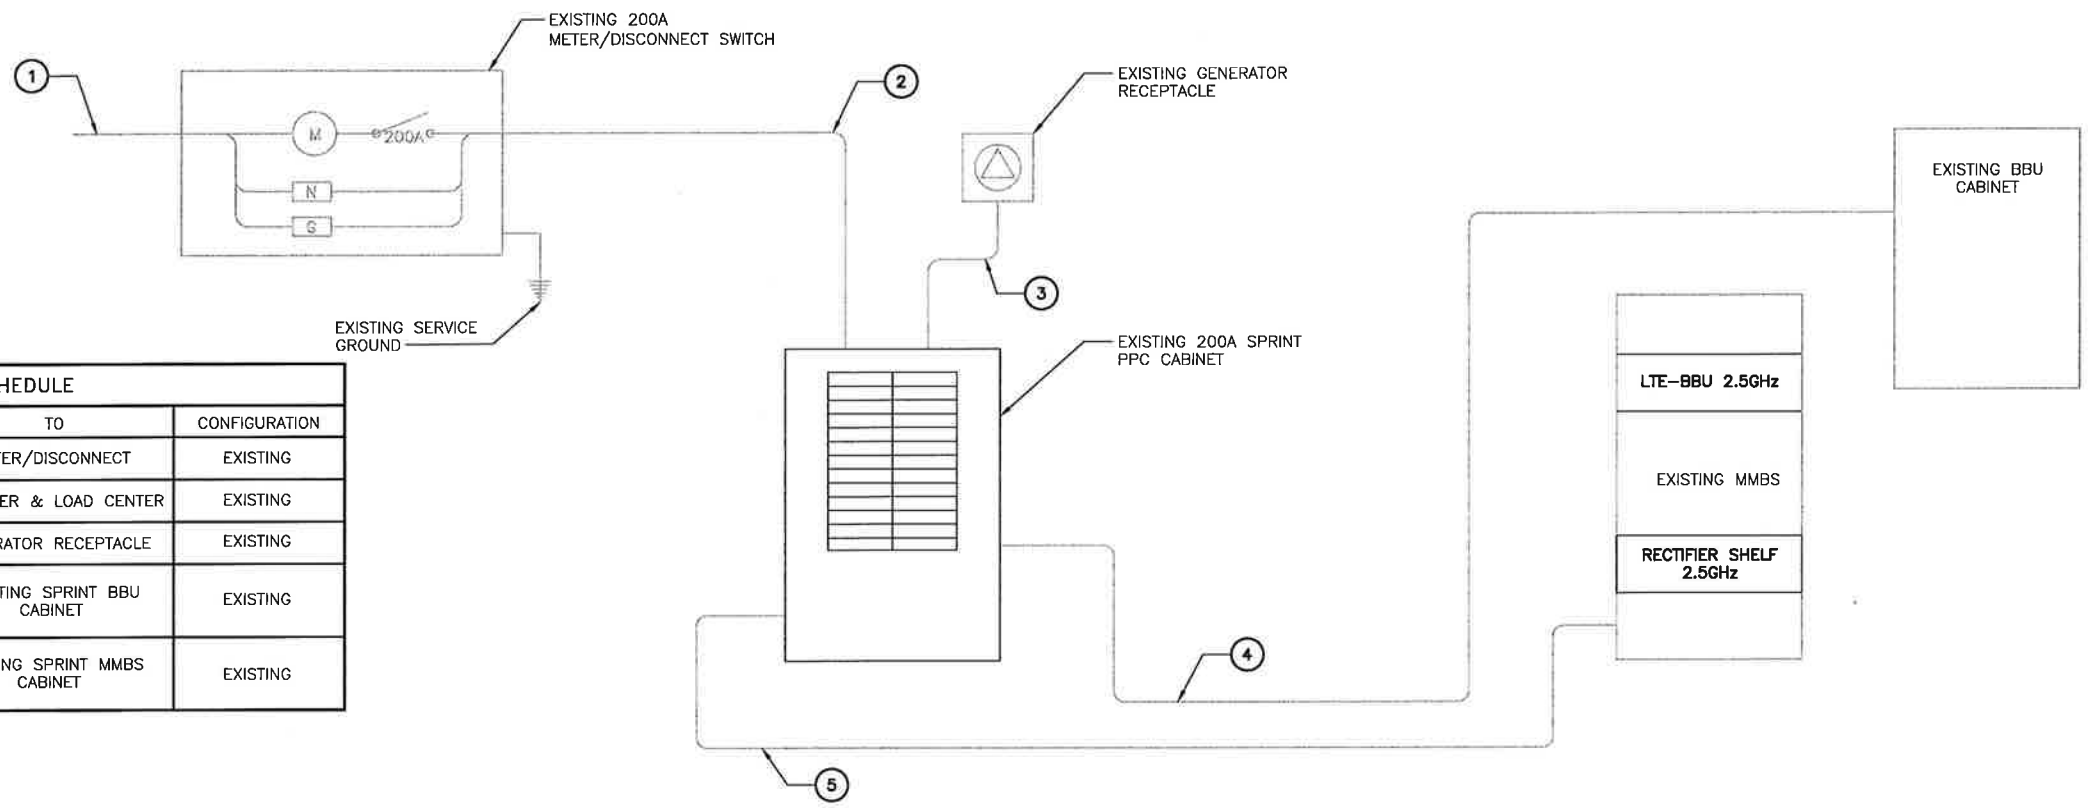 EXISTING 200A
METER/DISCONNECT SWITCH
1
2
EXISTING GENERATOR
RECEPTACLE
M
200A
N
G
EXISTING BBU
CABINET
3
EXISTING SERVICE
GROUND
EXISTING 200A SPRINT
PPC CABINET
LTE-BBU 2.5GHz
EXISTING MMBS
RECTIFIER SHELF
2.5GHz
4
5
HEDULE
TO CONFIGURATION
ER/DISCONNECT EXISTING
ER & LOAD CENTER EXISTING
RATOR RECEPTACLE EXISTING
TING SPRINT BBU
CABINET EXISTING
NG SPRINT MMBS
CABINET EXISTING